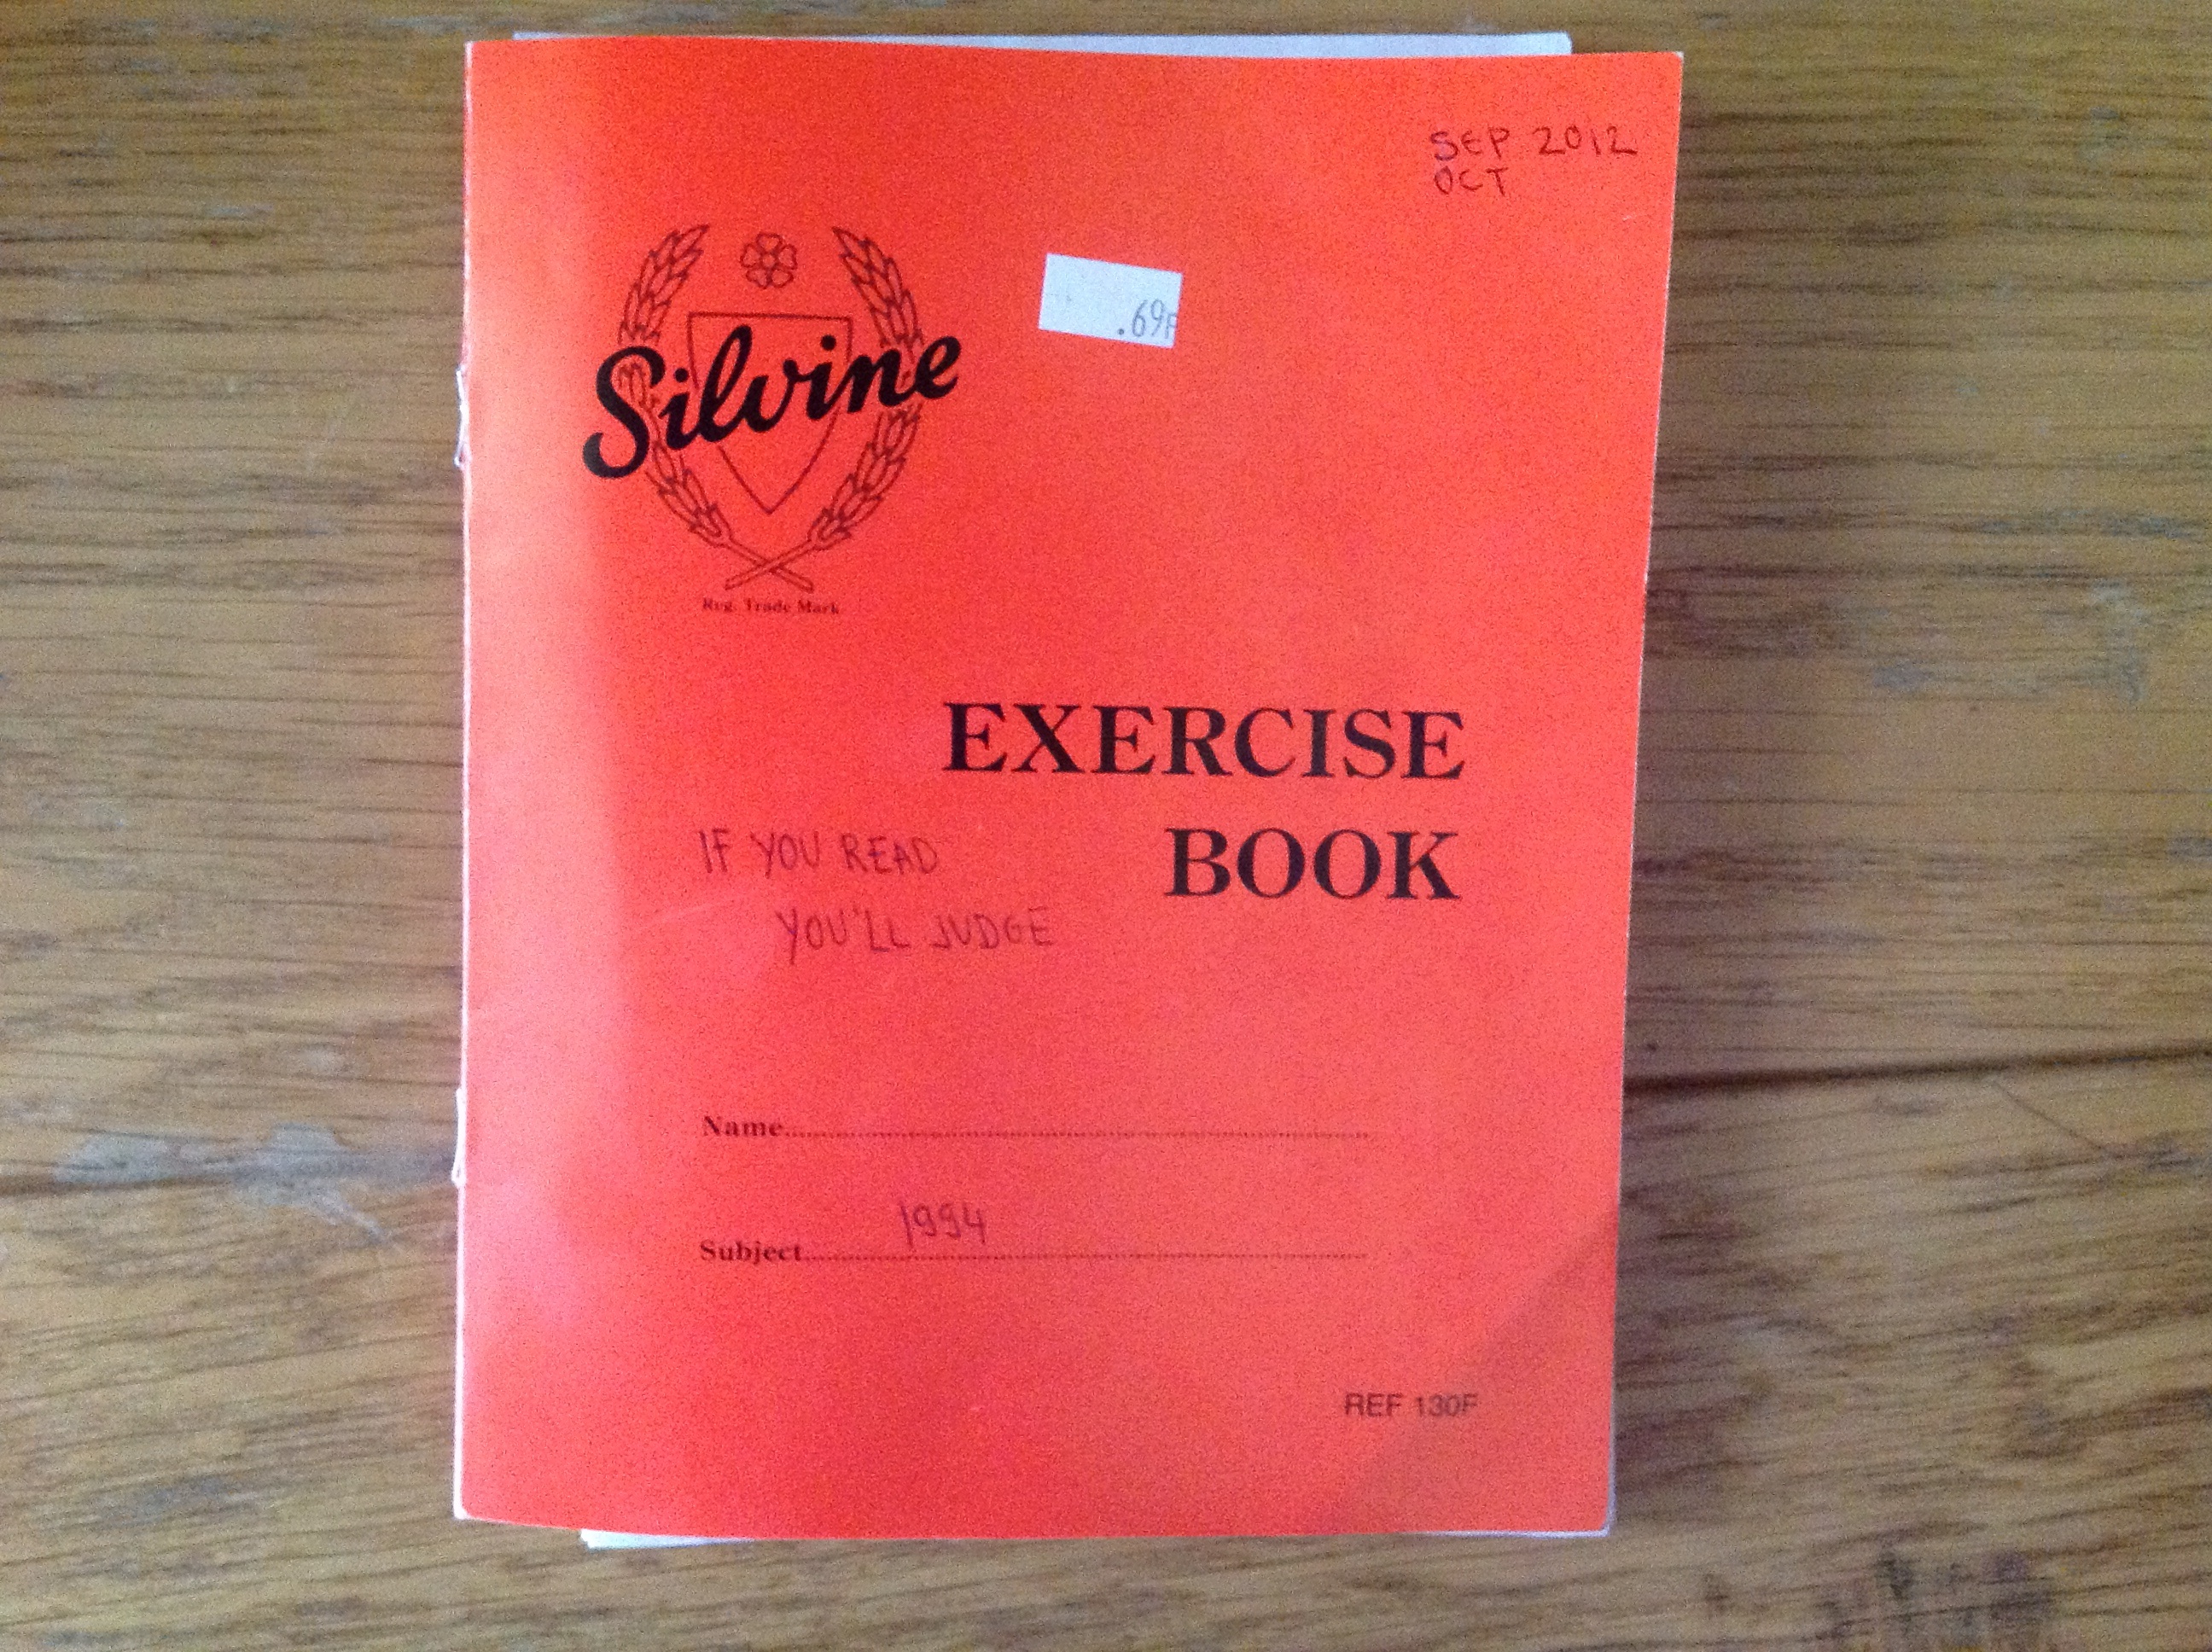 SEP 2012
OCT
.69P
Silvine
Reg. Trade Mark
EXERCISE
BOOK
IF YOU READ
YOU'LL JUDGE
Name
1994
Subject
REF 130F